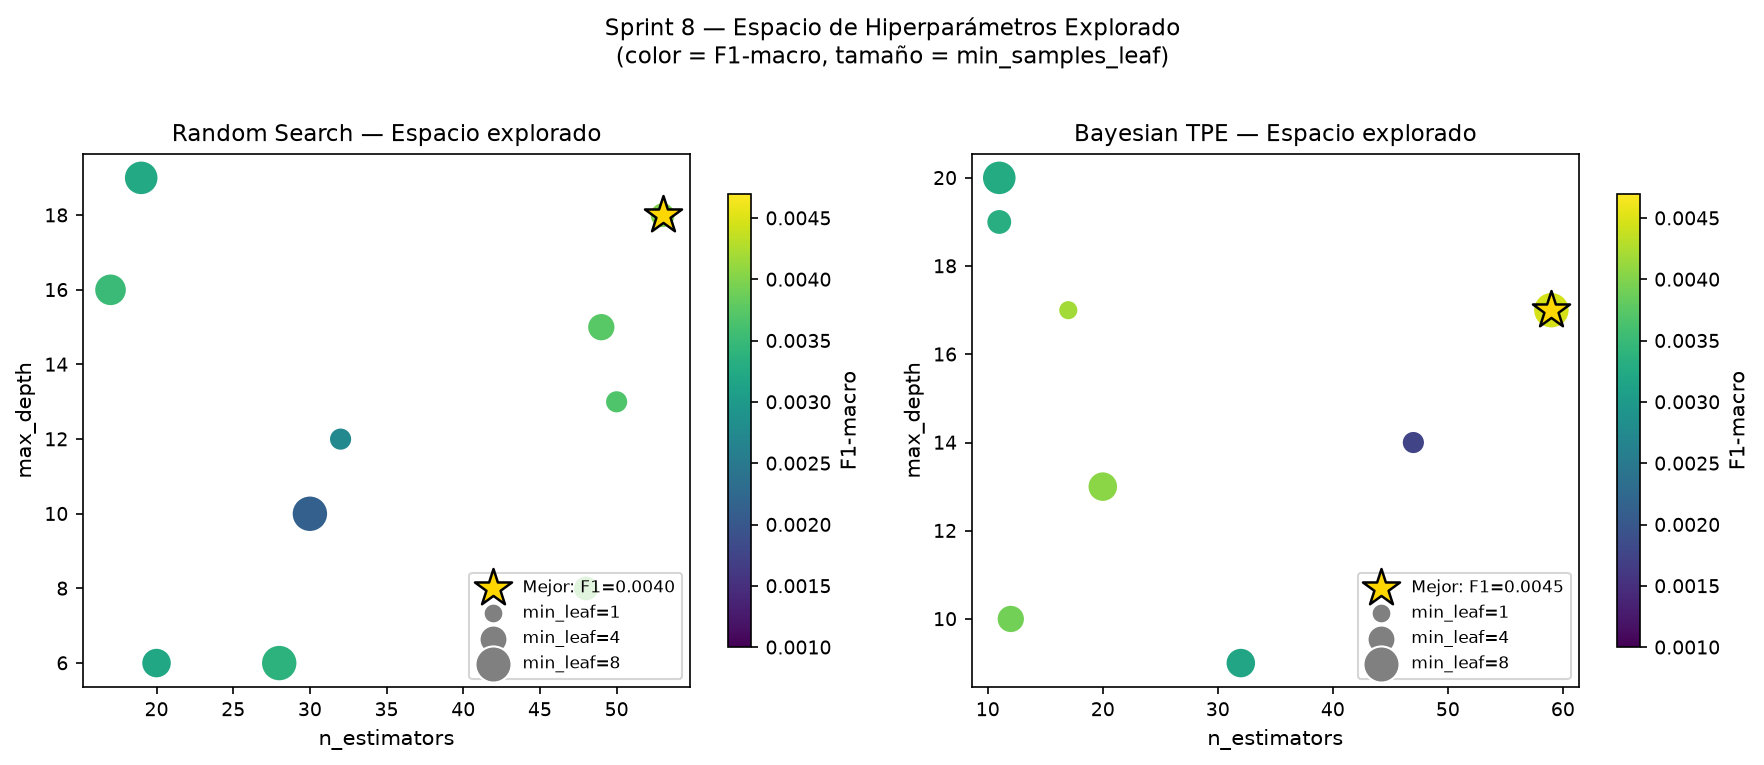 Sprint 8 — Espacio de Hiperparámetros Explorado
(color = F1-macro, tamaño = min_samples_leaf)
Random Search — Espacio explorado
max_depth
18
16
14
12
10
8
6
20
25
30
35
40
45
50
n_estimators
Mejor: F1=0.0040
min_leaf=1
min_leaf=4
min_leaf=8
0.0045
0.0040
0.0035
0.0030
0.0025
0.0020
0.0015
0.0010
F1-macro
Bayesian TPE — Espacio explorado
max_depth
20
18
16
14
12
10
10
20
30
40
50
60
n_estimators
Mejor: F1=0.0045
min_leaf=1
min_leaf=4
min_leaf=8
0.0045
0.0040
0.0035
0.0030
0.0025
0.0020
0.0015
0.0010
F1-macro